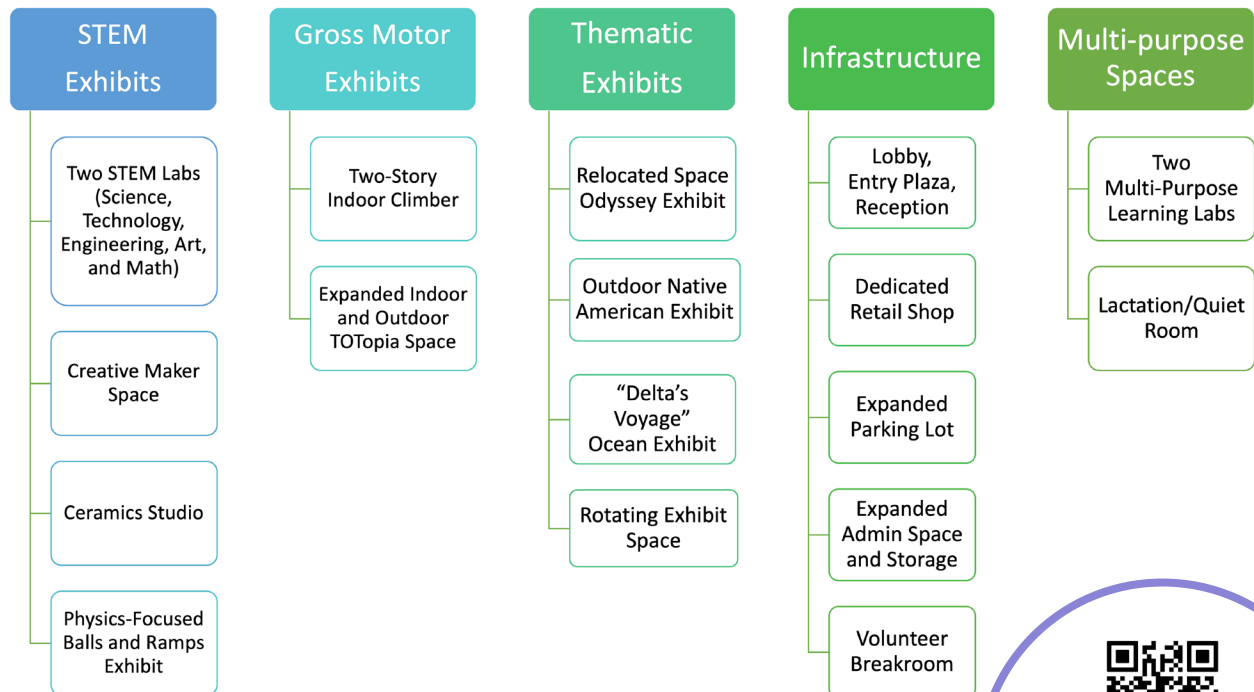 STEM
Exhibits
Two STEM Labs
(Science,
Technology,
Engineering, Art,
and Math)
Creative Maker
Space
Ceramics Studio
Physics-Focused
Balls and Ramps
Exhibit
Gross Motor
Exhibits
Two-Story
Indoor Climber
Expanded Indoor
and Outdoor
TOTopia Space
Thematic
Exhibits
Relocated Space
Odyssey Exhibit
Outdoor Native
American Exhibit
“Delta’s
Voyage”
Ocean Exhibit
Rotating Exhibit
Space
Infrastructure
Lobby,
Entry Plaza,
Reception
Dedicated
Retail Shop
Expanded
Parking Lot
Expanded
Admin Space
and Storage
Volunteer
Breakroom
Multi-purpose
Spaces
Two
Multi-Purpose
Learning Labs
Lactation/Quiet
Room